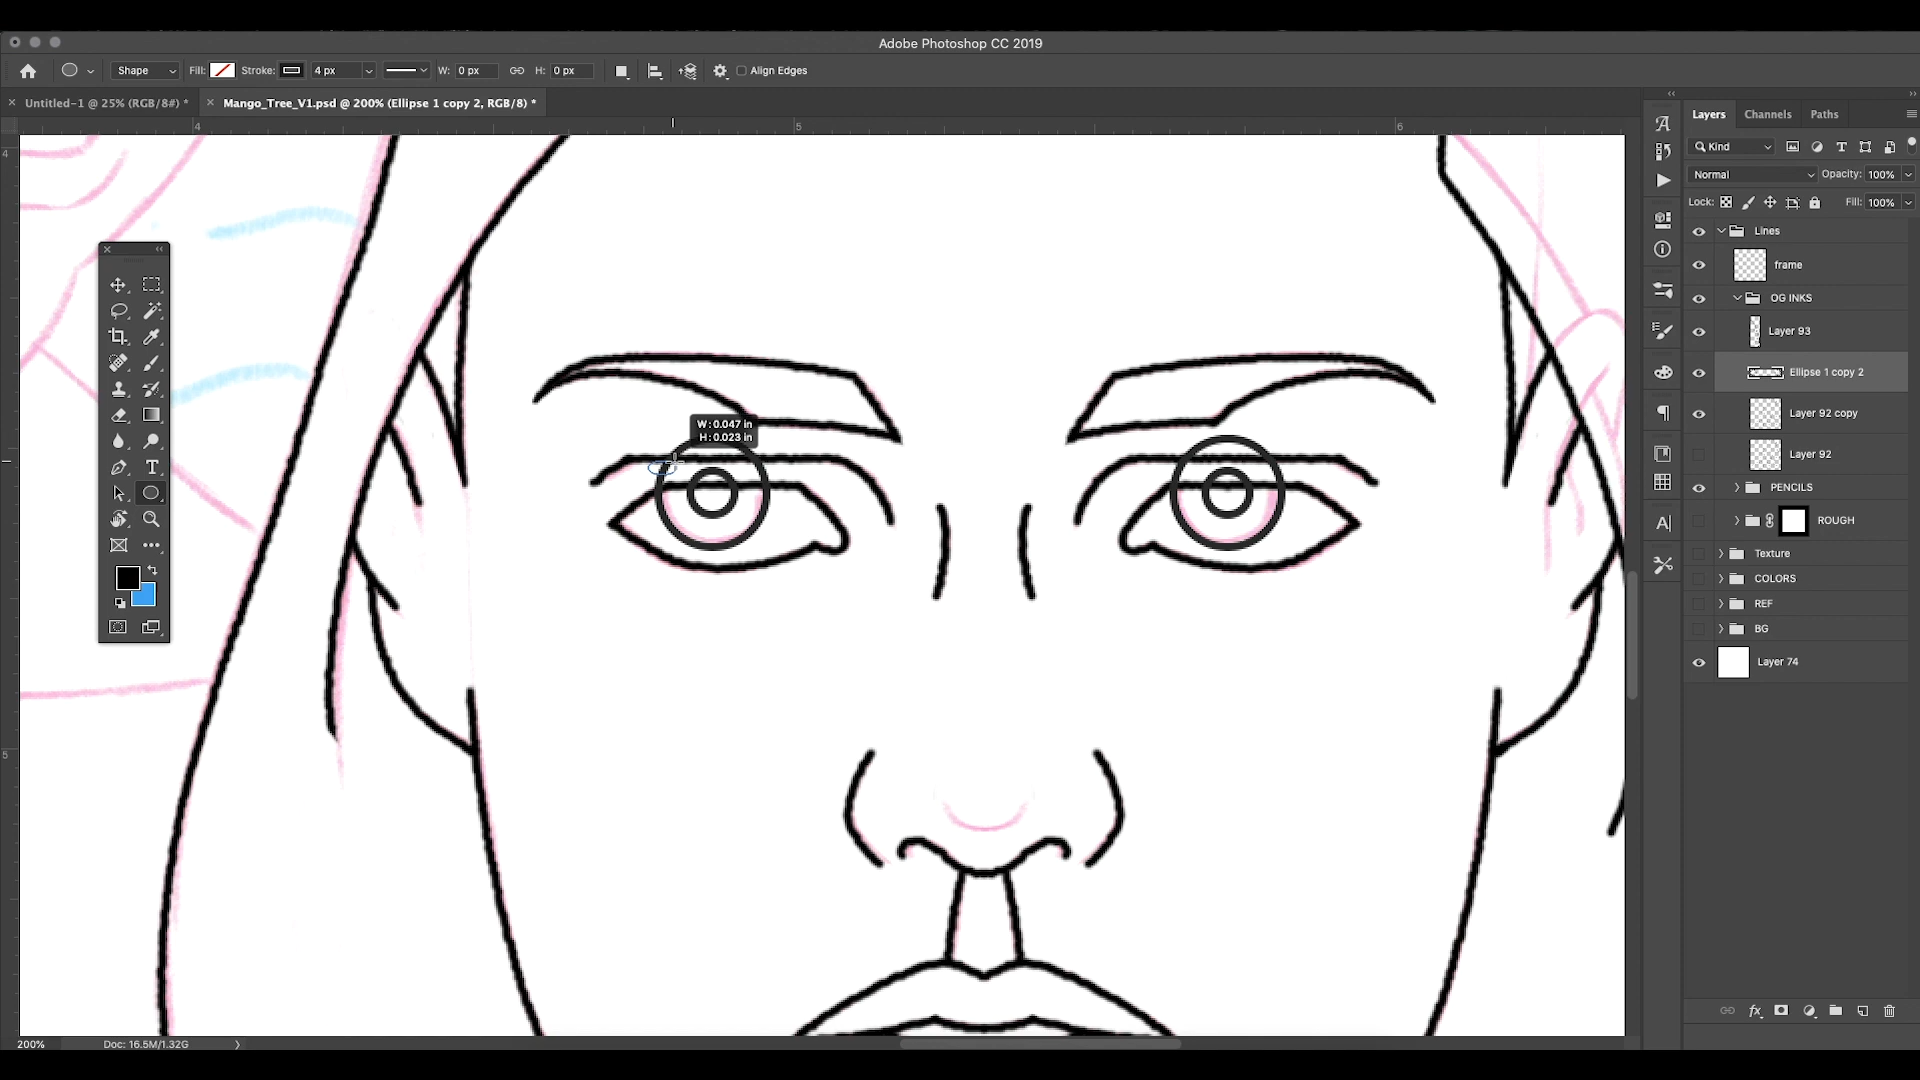 Adobe Photoshop CC 2019
Shape Fill: Stroke: 4 px W: 0 px H: 0 px Align Edges
Untitled-1 @ 25% (RGB/8#) * Mango_Tree_V1.psd @ 200% (Ellipse 1 copy 2, RGB/8) *
4 5 6
4
5
W: 0.047 in
H: 0.023 in
Layers Channels Paths
Kind
Normal Opacity: 100%
Lock: Fill: 100%
Lines
frame
OG INKS
Layer 93
Ellipse 1 copy 2
Layer 92 copy
Layer 92
PENCILS
ROUGH
Texture
COLORS
REF
BG
Layer 74
200% Doc: 16.5M/1.32G